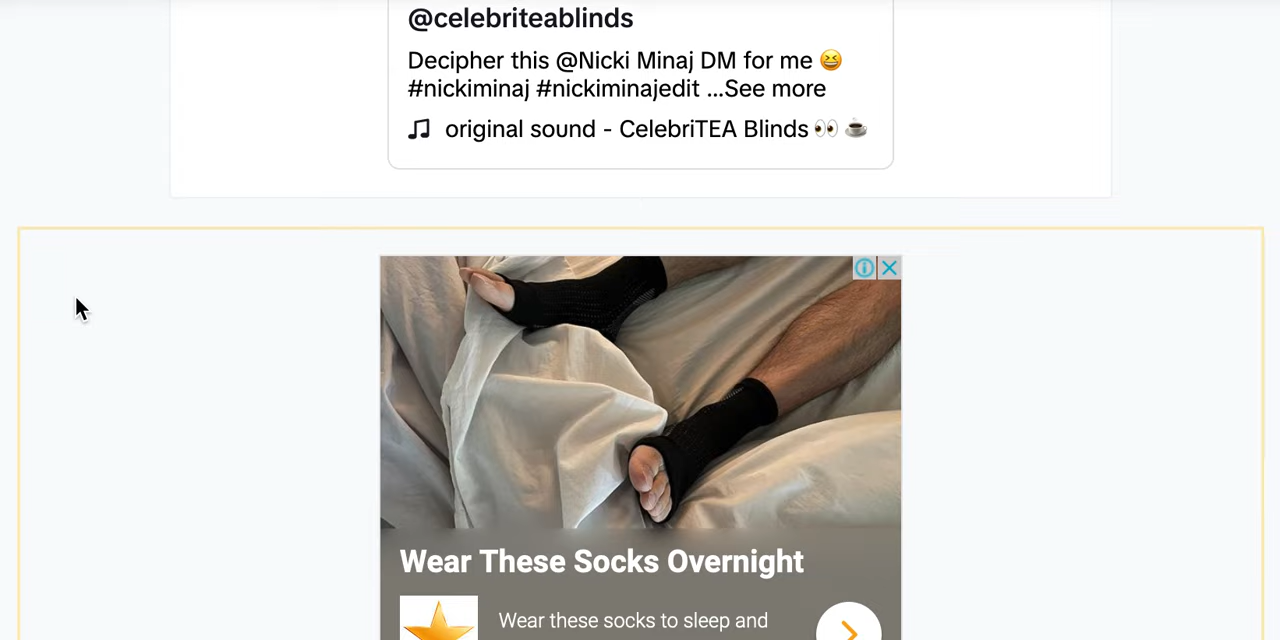 @celebriteablinds
Decipher this @Nicki Minaj DM for me 😆
#nickiminaj #nickiminajedit ...See more
original sound - CelebriTEA Blinds 👀 ☕
Wear These Socks Overnight
Wear these socks to sleep and